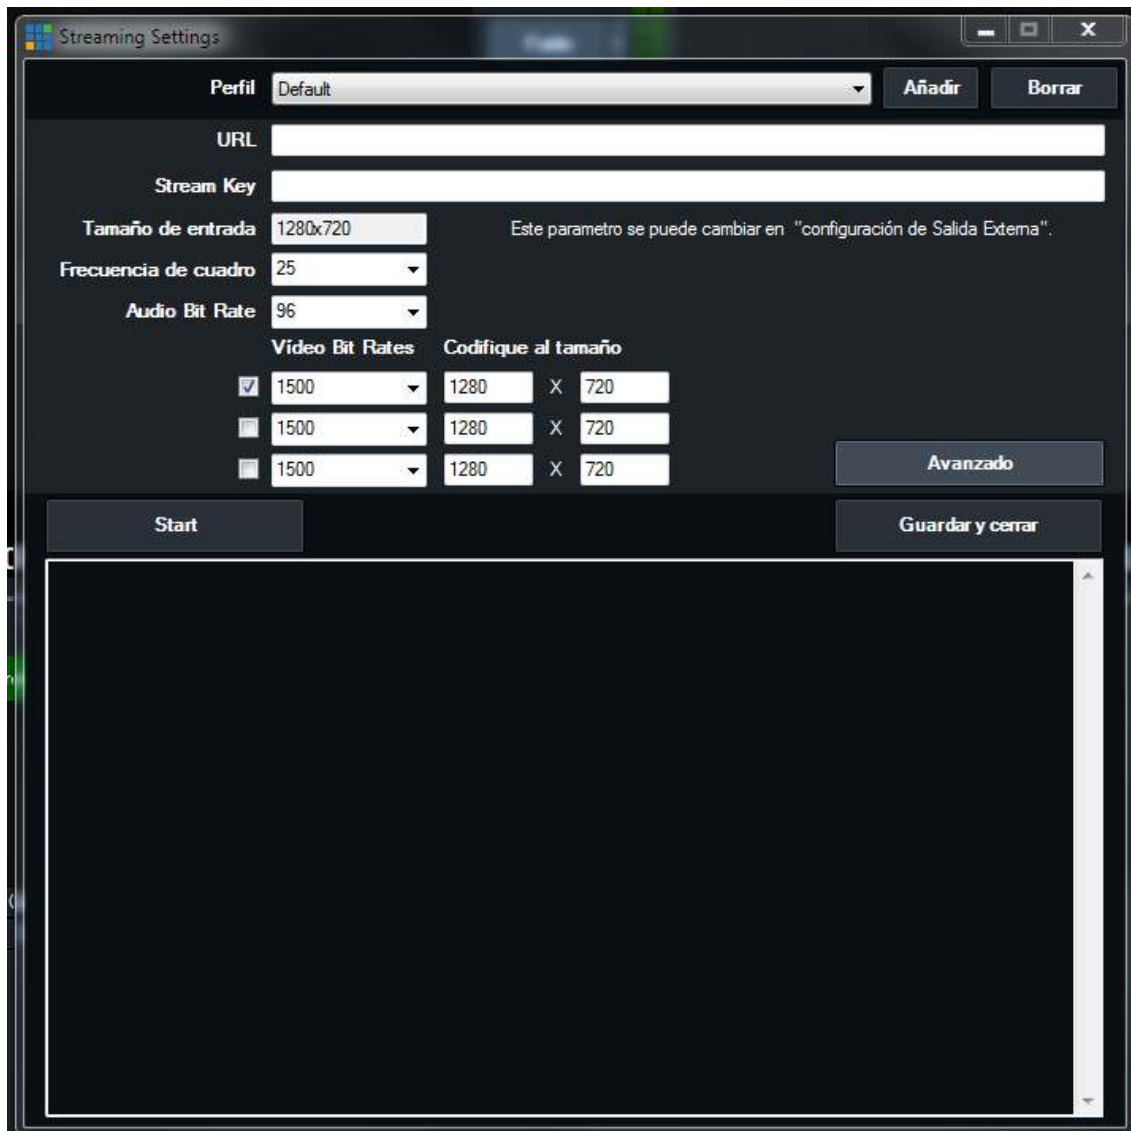 Streaming Settings
Perfil Default Añadir Borrar
URL
Stream Key
Tamaño de entrada 1280x720 Este parametro se puede cambiar en "configuración de Salida Externa".
Frecuencia de cuadro 25
Audio Bit Rate 96
Vídeo Bit Rates Codifique al tamaño
1500 1280 X 720
1500 1280 X 720
1500 1280 X 720
Avanzado
Start Guardar y cerrar